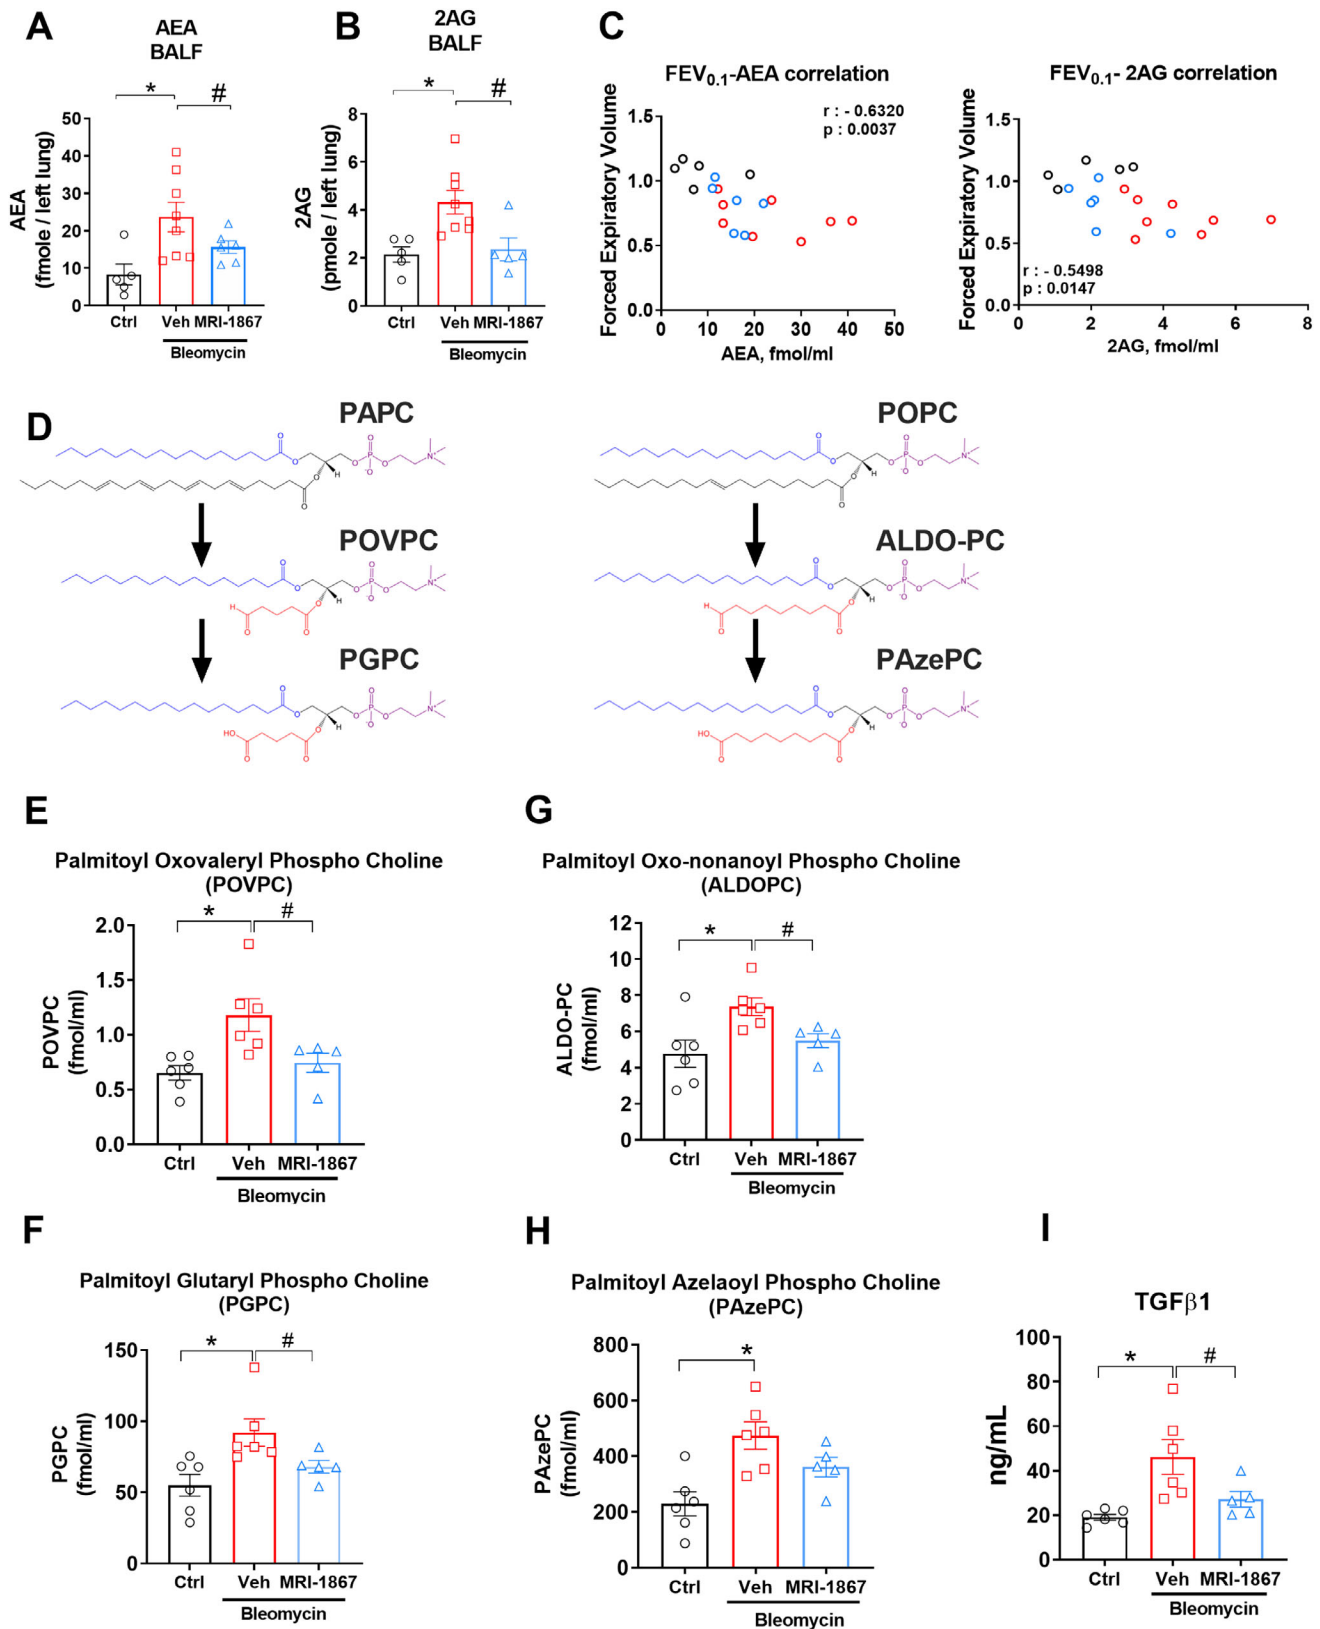 A
AEA
BALF
*
#
50
40
30
20
10
0
AEA
(fmole / left lung)
Ctrl
Veh
MRI-1867
Bleomycin
B
2AG
BALF
*
#
8
6
4
2
0
2AG
(pmole / left lung)
Ctrl
Veh
MRI-1867
Bleomycin
C
FEV0.1-AEA correlation
r : - 0.6320
p : 0.0037
1.5
1.0
0.5
0.0
Forced Expiratory Volume
0 10 20 30 40 50
AEA, fmol/ml
FEV0.1- 2AG correlation
1.5
1.0
0.5
0.0
Forced Expiratory Volume
r : - 0.5498
p : 0.0147
0 2 4 6 8
2AG, fmol/ml
D
PAPC
O
O
O
H
O
O
P
O-
O
N+
POVPC
O
O
O
H
O
O
P
O-
O
N+
H
O
PGPC
O
O
O
H
O
O
P
O-
O
N+
HO
O
POPC
O
O
O
H
O
O
P
O-
O
N+
ALDO-PC
O
O
O
H
O
O
P
O-
O
N+
H
O
PAzePC
O
O
O
H
O
O
P
O-
O
N+
HO
O
E
Palmitoyl Oxovaleryl Phospho Choline
(POVPC)
*
#
2.0
1.5
1.0
0.5
0.0
POVPC
(fmol/ml)
Ctrl
Veh
MRI-1867
Bleomycin
G
Palmitoyl Oxo-nonanoyl Phospho Choline
(ALDOPC)
*
#
12
10
8
6
4
2
0
ALDO-PC
(fmol/ml)
Ctrl
Veh
MRI-1867
Bleomycin
F
Palmitoyl Glutaryl Phospho Choline
(PGPC)
*
#
150
100
50
0
PGPC
(fmol/ml)
Ctrl
Veh
MRI-1867
Bleomycin
H
Palmitoyl Azelaoyl Phospho Choline
(PAzePC)
*
800
600
400
200
0
PAzePC
(fmol/ml)
Ctrl
Veh
MRI-1867
Bleomycin
I
TGFβ1
*
#
100
80
60
40
20
0
ng/mL
Ctrl
Veh
MRI-1867
Bleomycin